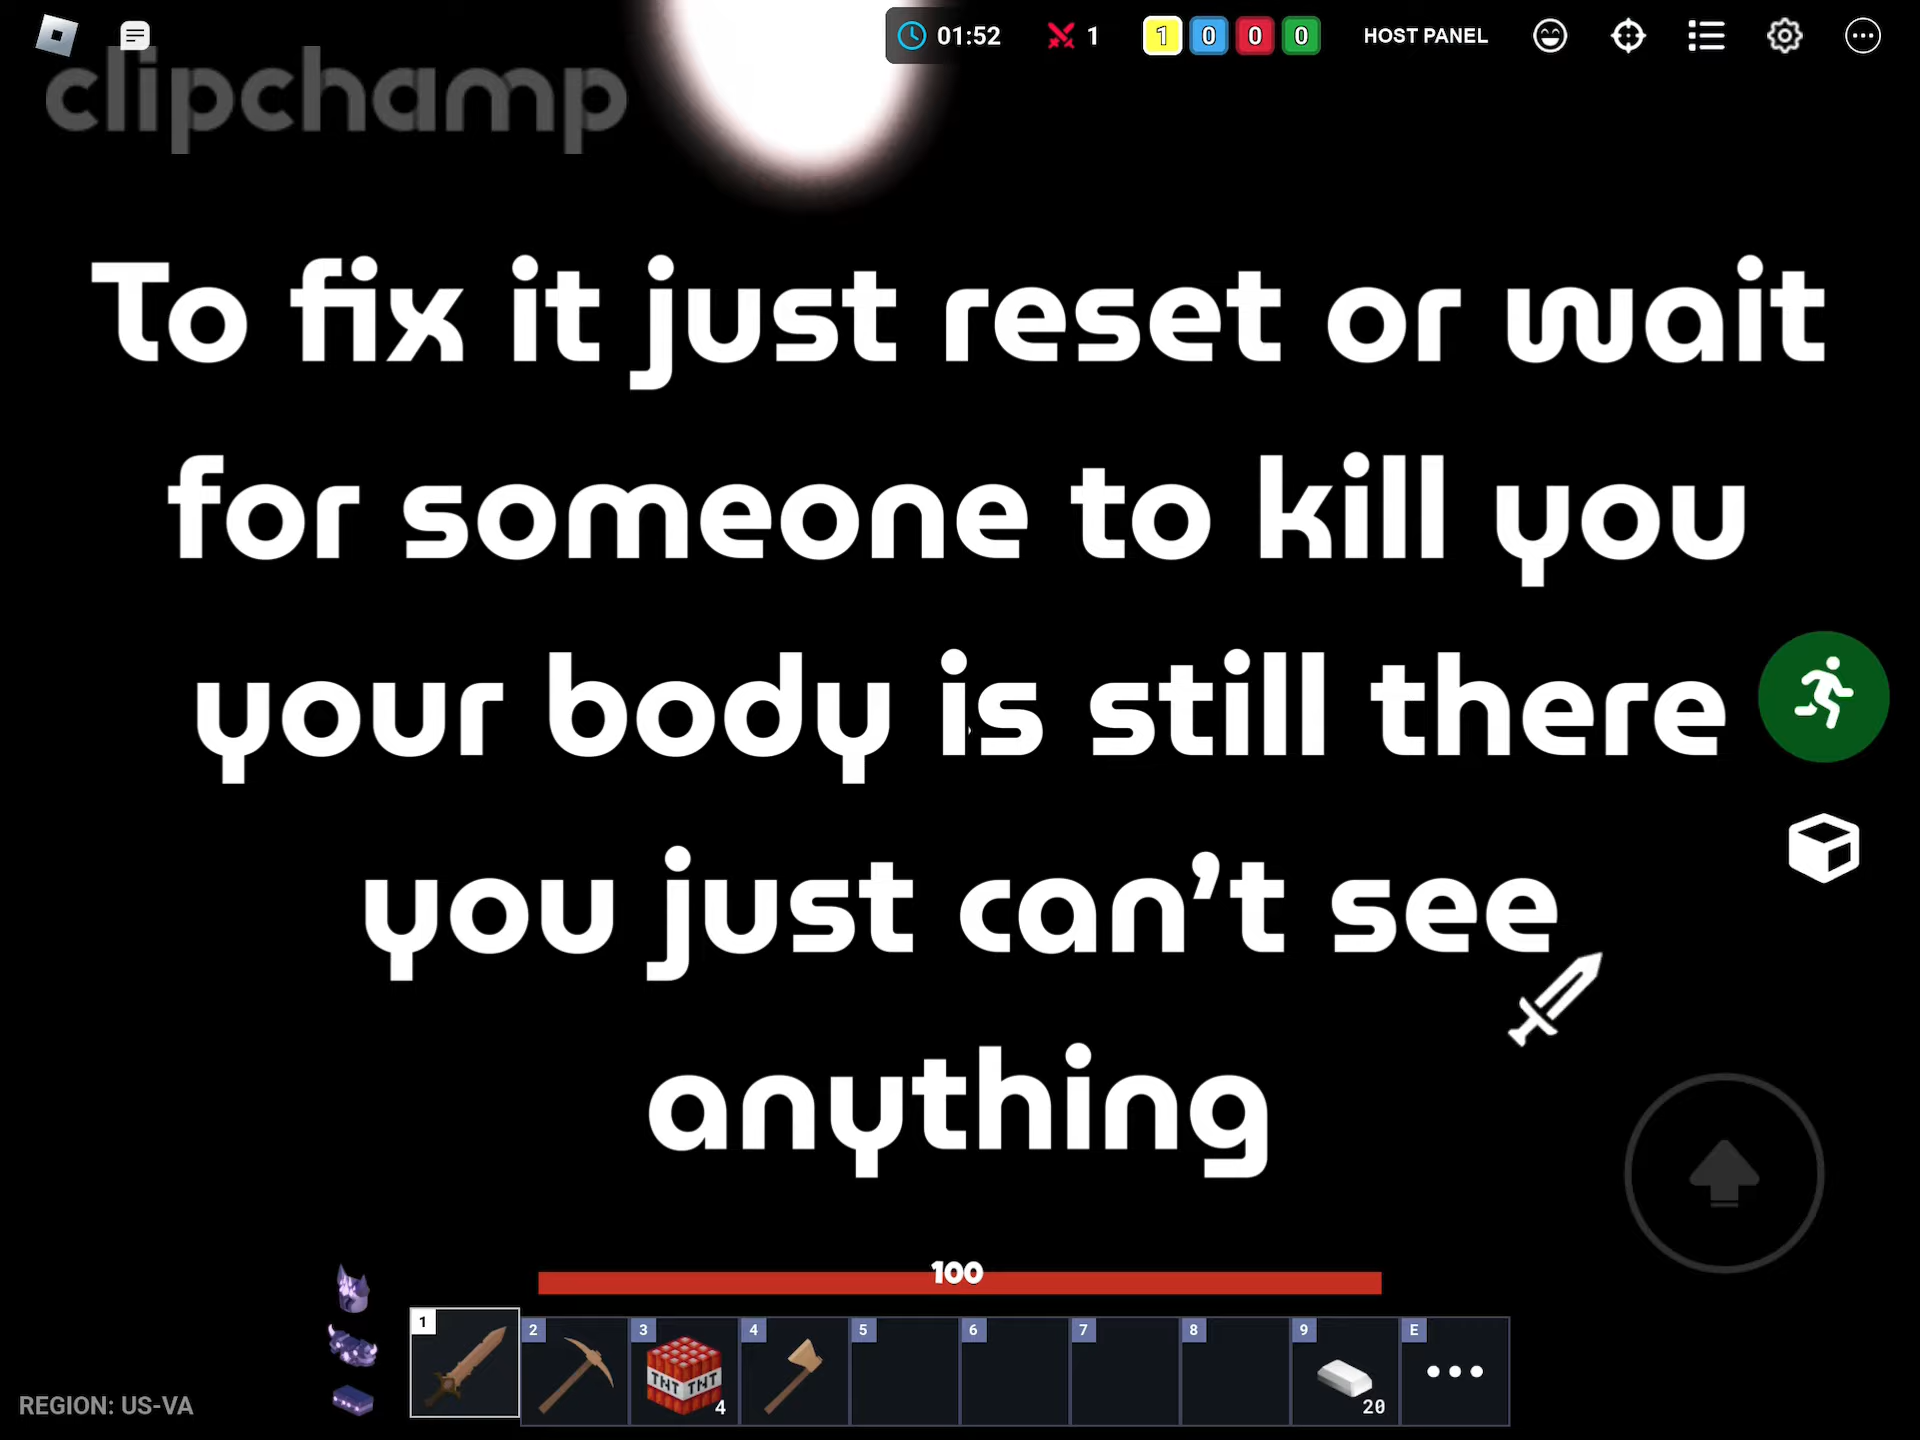 01:52 1 1 0 0 0 HOST PANEL
clipchamp
To fix it just reset or wait
for someone to kill you
your body is still there
you just can't see
anything
100
1 2 3 4 5 6 7 8 9 E
TNT TNT
4 20
REGION: US-VA